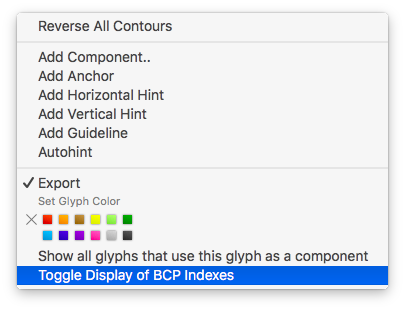 Reverse All Contours
Add Component..
Add Anchor
Add Horizontal Hint
Add Vertical Hint
Add Guideline
Autohint
Export
Set Glyph Color
Show all glyphs that use this glyph as a component
Toggle Display of BCP Indexes